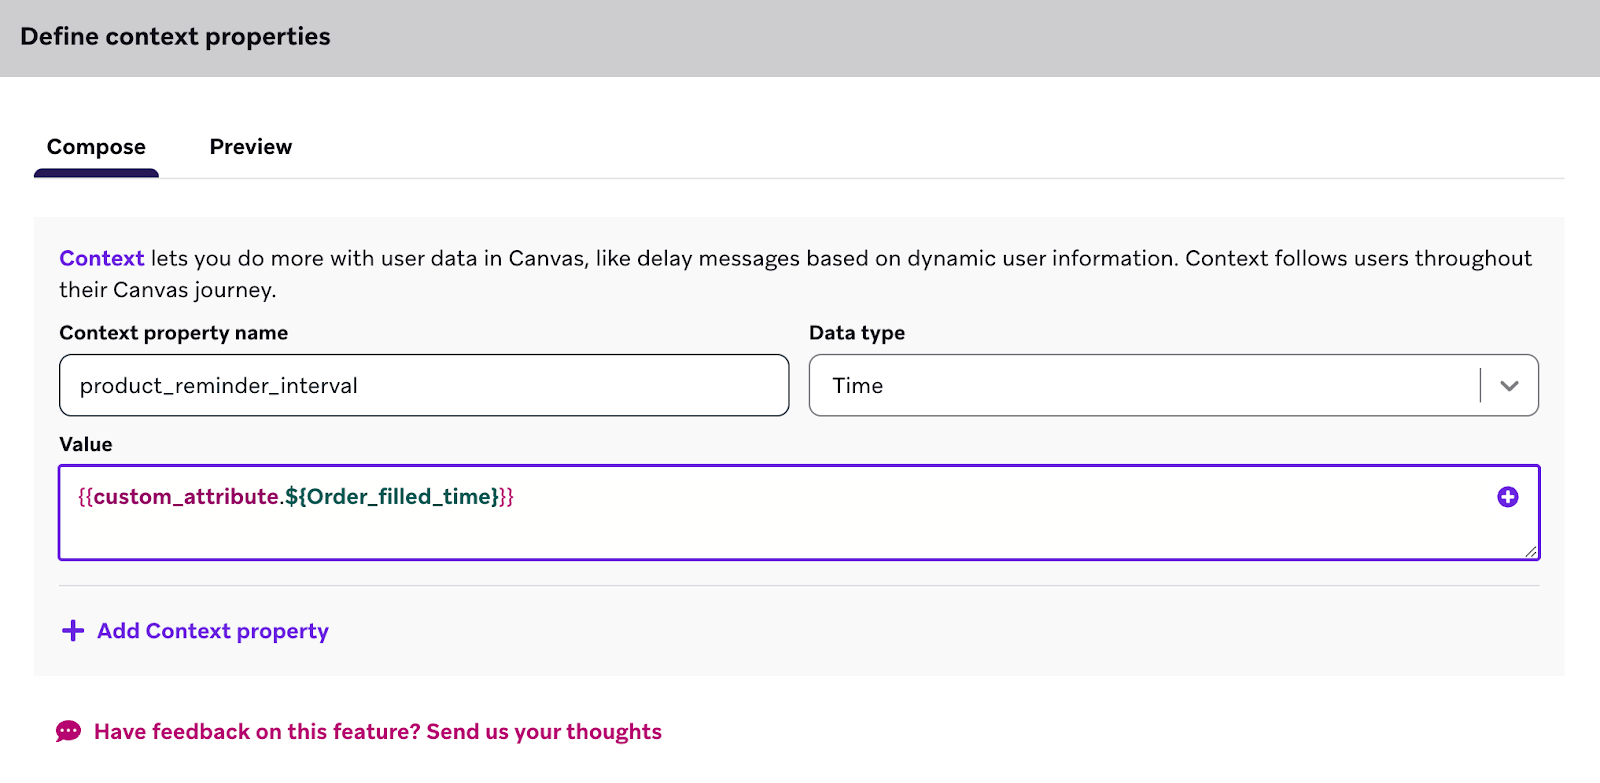 Define context properties
Compose
Preview
Context lets you do more with user data in Canvas, like delay messages based on dynamic user information. Context follows users throughout
their Canvas journey.
Context property name
Data type
product_reminder_interval
Time
Value
{{custom_attribute.${Order_filled_time}}}
Add Context property
Have feedback on this feature? Send us your thoughts